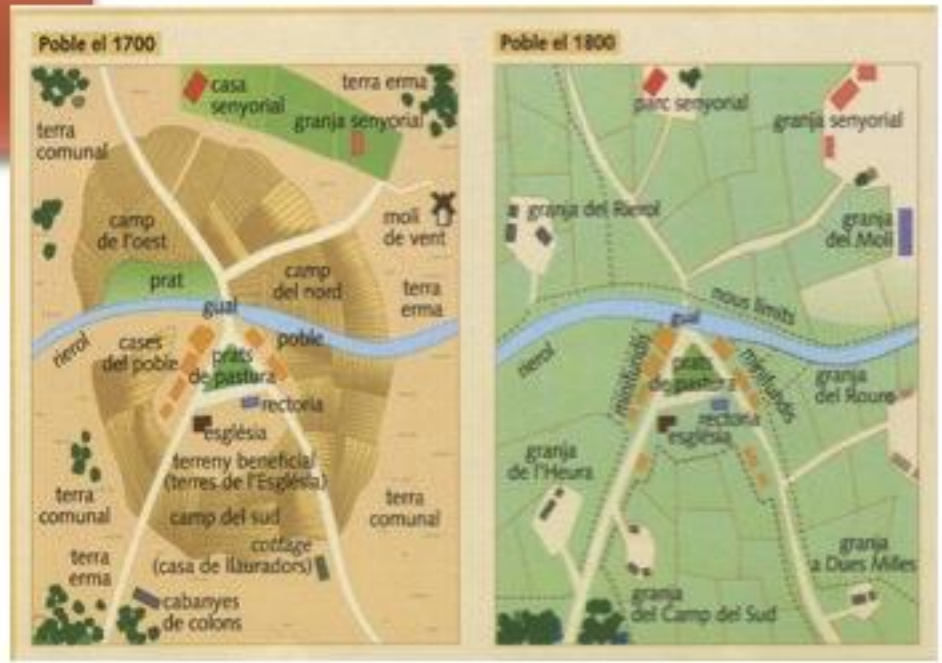 Poble el 1700
casa
senyorial
terra erma
granja senyorial
terra
comunal
camp
de l'oest
molí
de vent
prat
camp
del nord
terra
erma
gual
rierol
cases
del poble
poble
prats
de pastura
rectoria
església
terreny beneficial
(terres de l'Església)
terra
comunal
camp del sud
terra
comunal
cottage
(casa de llauradors)
terra
erma
cabanyes
de colons
Poble el 1800
parc senyorial
granja senyorial
granja del Rierol
granja
del Molí
nous límits
gual
rierol
minifundis
prats
de pastura
minifundis
granja
del Roure
rectoria
església
granja
de l'Heura
granja
a Dues Milles
granja
del Camp del Sud